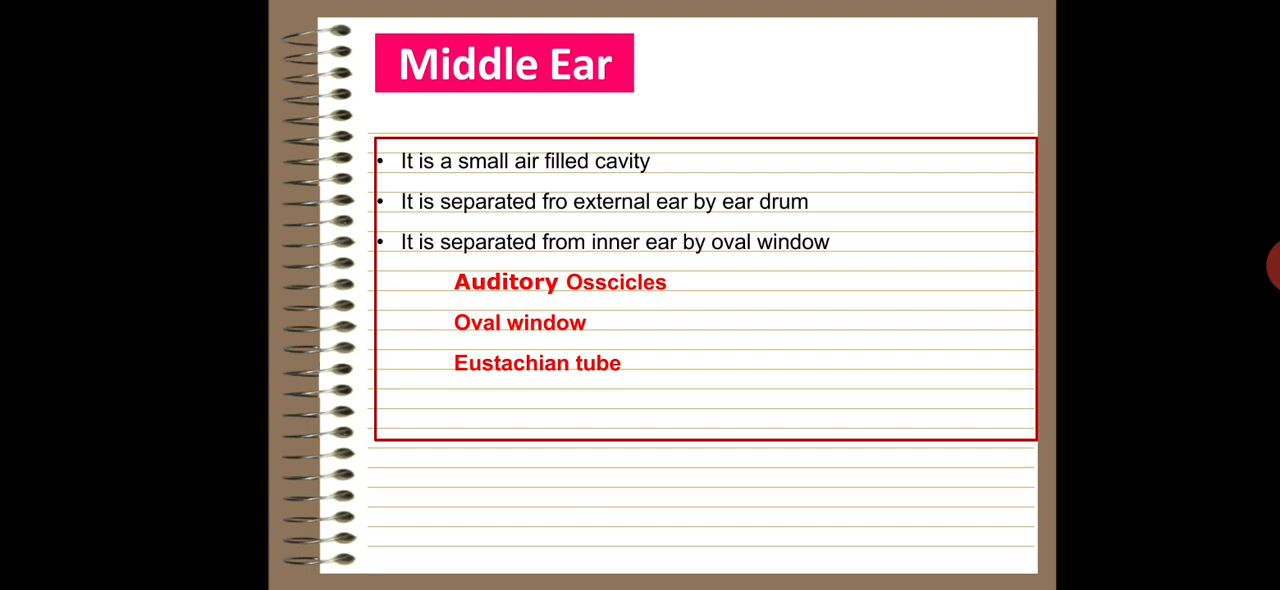 Middle Ear
• It is a small air filled cavity
• It is separated fro external ear by ear drum
• It is separated from inner ear by oval window
Auditory Osscicles
Oval window
Eustachian tube